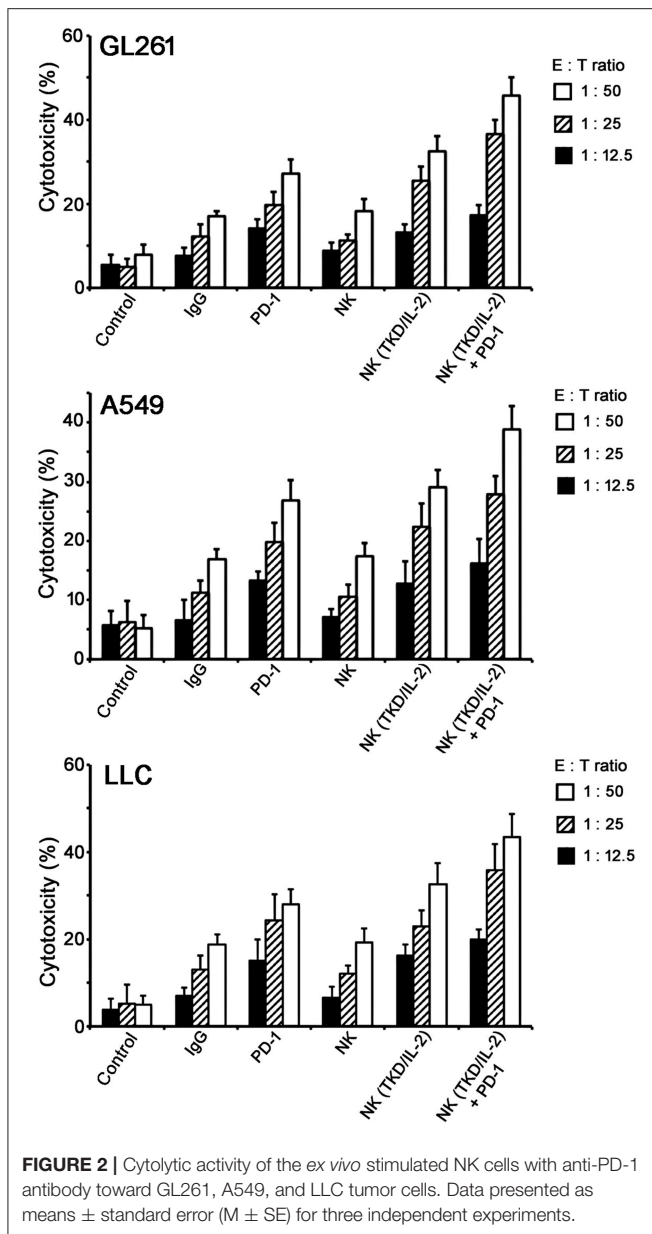 GL261
Cytotoxicity (%)
60
40
20
0
E : T ratio
1 : 50
1 : 25
1 : 12.5
Control
IgG
PD-1
NK
NK (TKD/IL-2)
NK (TKD/IL-2)
+ PD-1
A549
Cytotoxicity (%)
40
30
20
10
0
E : T ratio
1 : 50
1 : 25
1 : 12.5
Control
IgG
PD-1
NK
NK (TKD/IL-2)
NK (TKD/IL-2)
+ PD-1
LLC
Cytotoxicity (%)
60
40
20
0
E : T ratio
1 : 50
1 : 25
1 : 12.5
Control
IgG
PD-1
NK
NK (TKD/IL-2)
NK (TKD/IL-2)
+ PD-1
FIGURE 2 | Cytolytic activity of the ex vivo stimulated NK cells with anti-PD-1
antibody toward GL261, A549, and LLC tumor cells. Data presented as
means ± standard error (M ± SE) for three independent experiments.